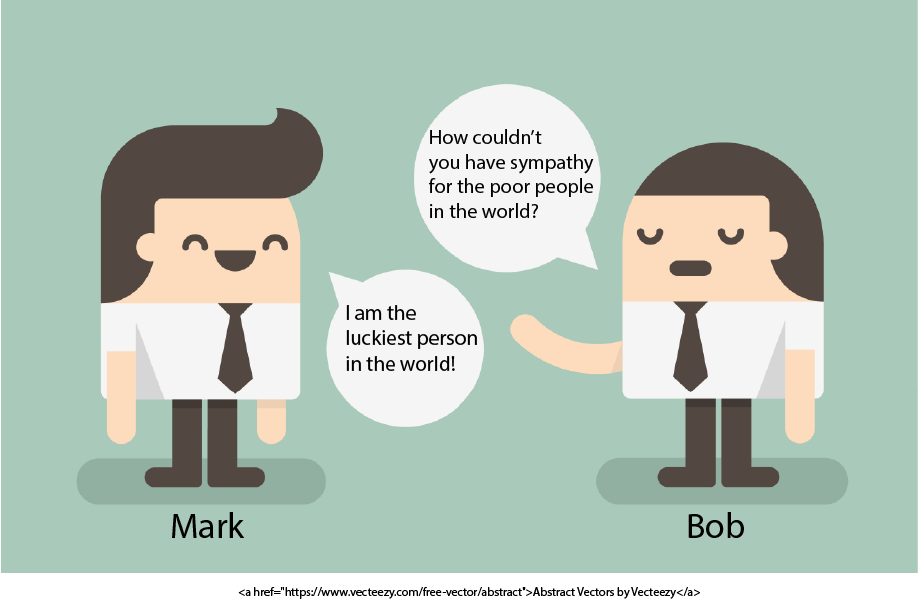 How couldn't
you have sympathy
for the poor people
in the world?
I am the
luckiest person
in the world!
Mark
Bob
<a href="https://www.vecteezy.com/free-vector/abstract">Abstract Vectors by Vecteezy</a>